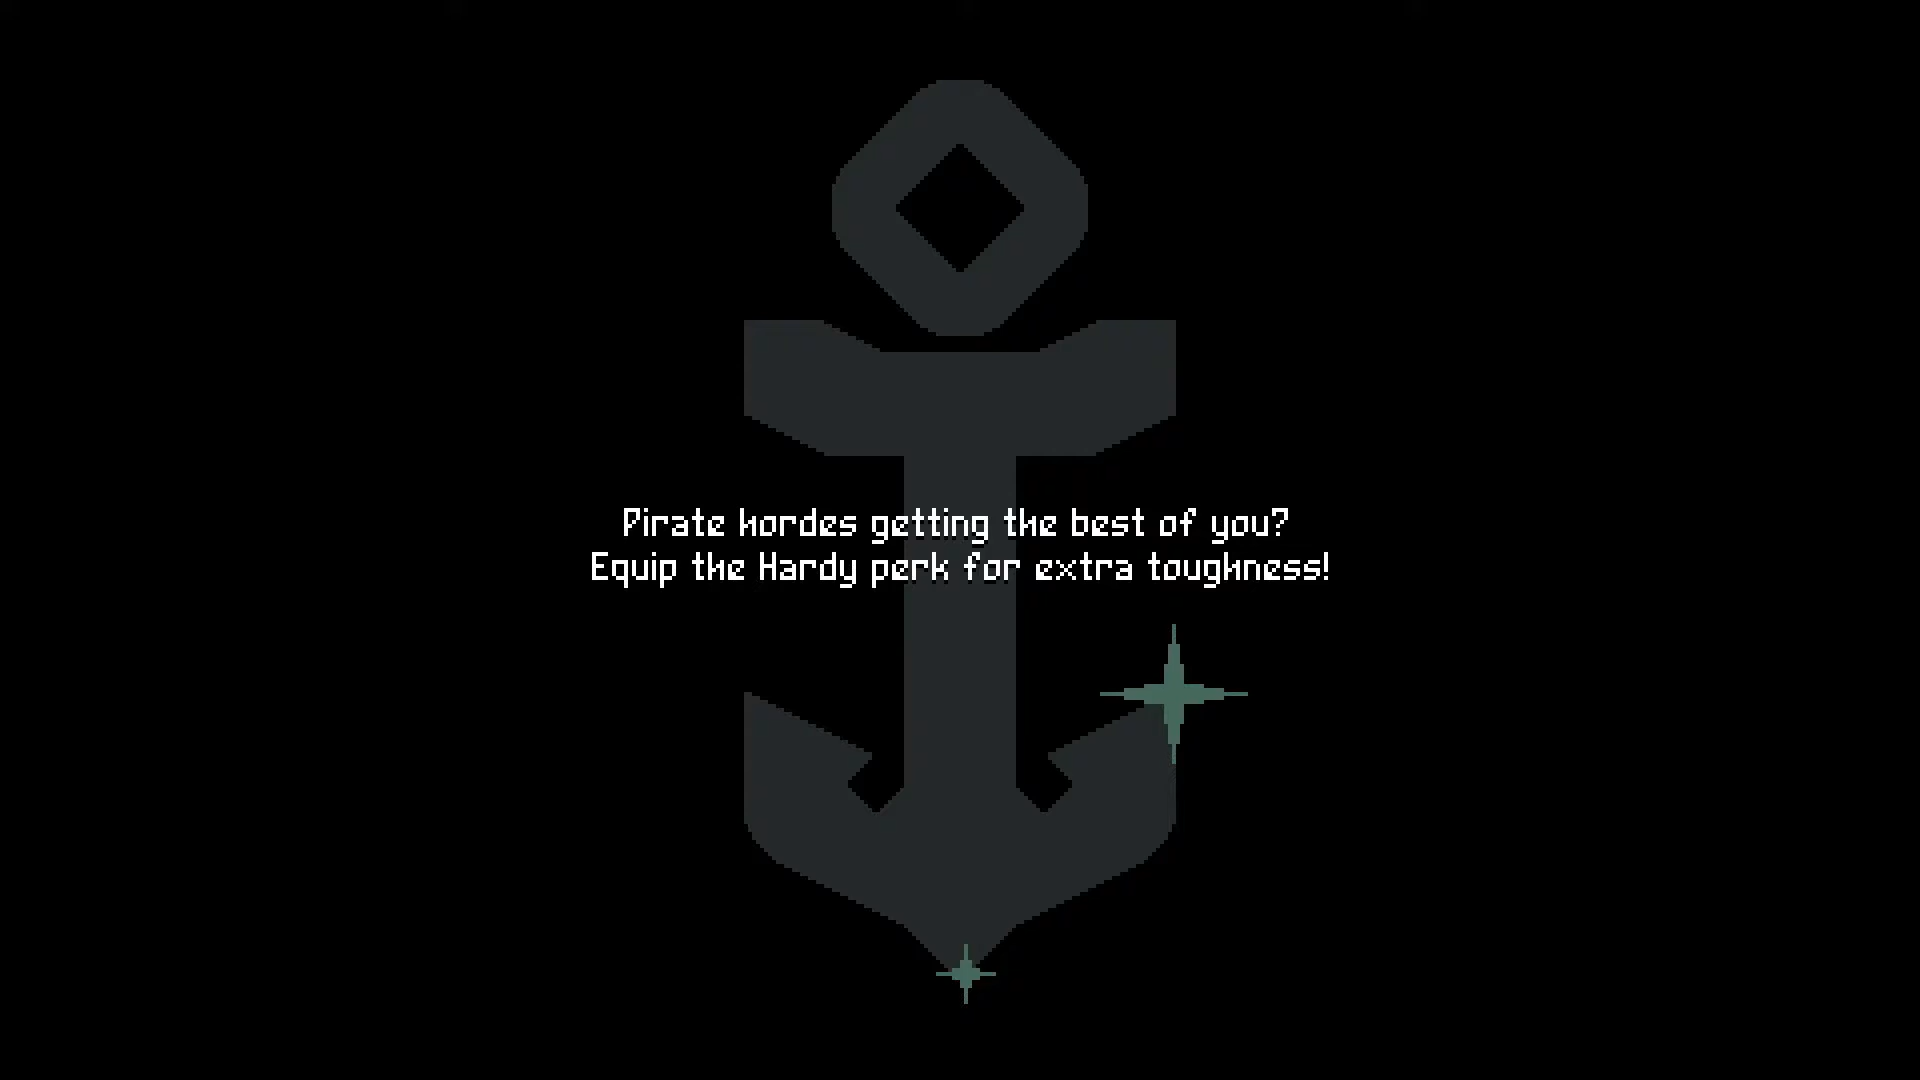 Pirate hordes getting the best of you?
Equip the Hardy perk for extra toughness!